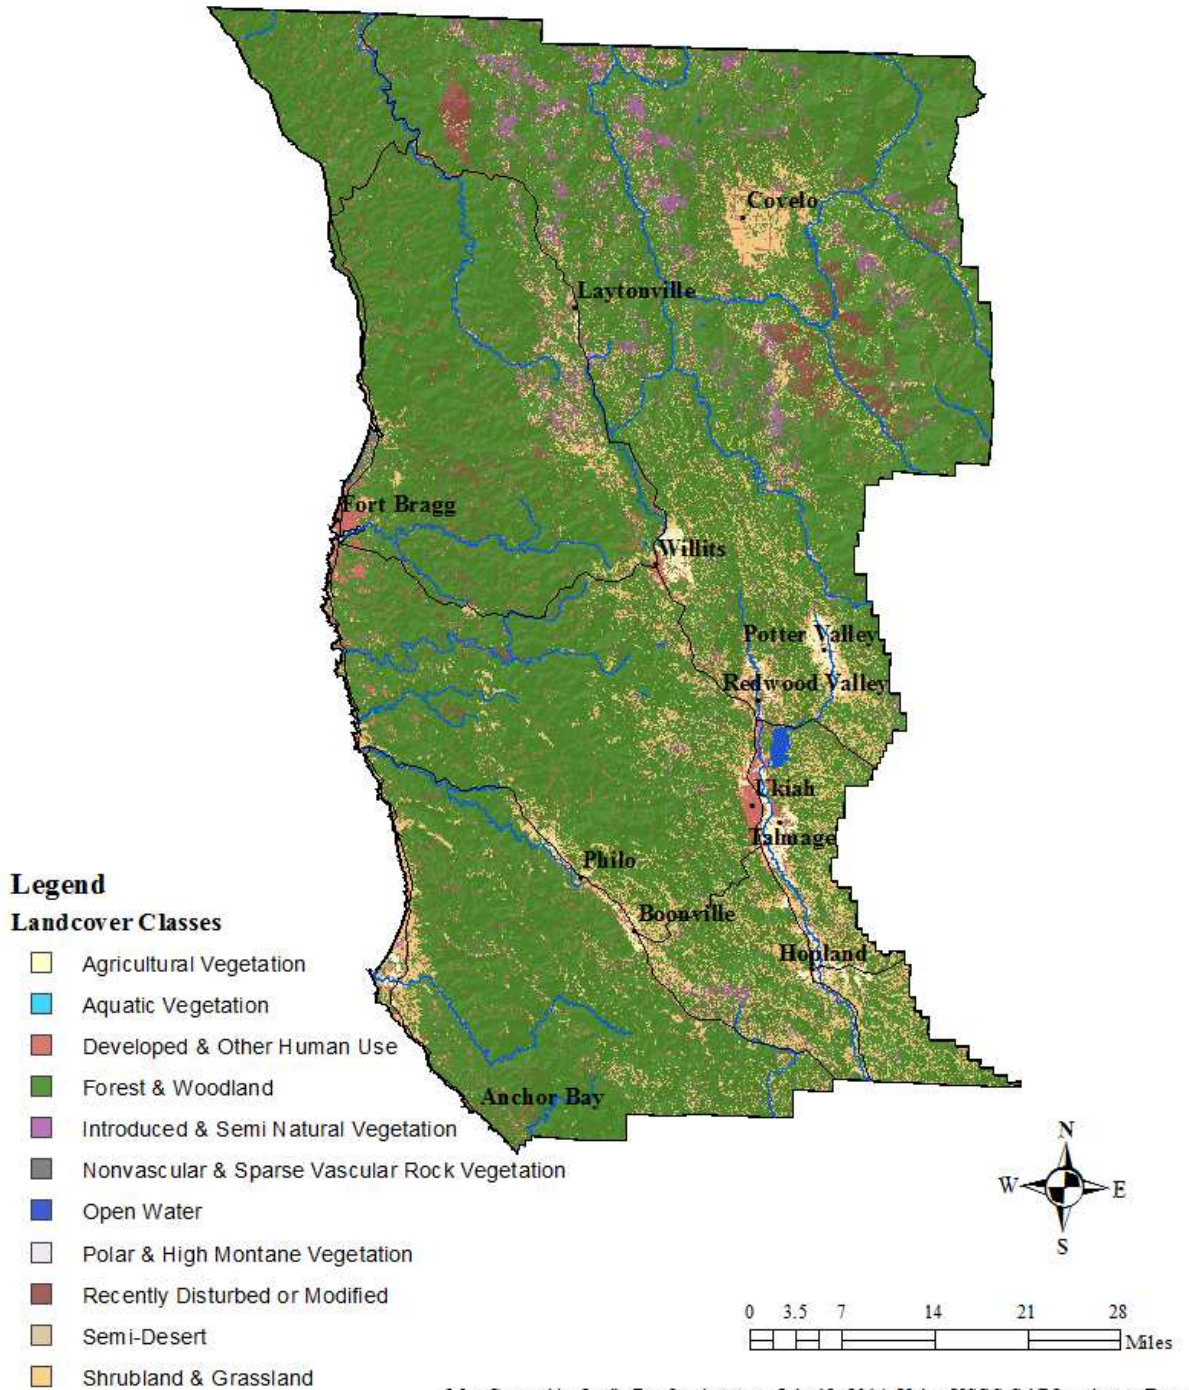 Covelo
Laytonville
Fort Bragg
Willits
Potter Valley
Redwood Valley
Ukiah
Talmage
Philo
Boonville
Hopland
Anchor Bay
Legend
Landcover Classes
Agricultural Vegetation
Aquatic Vegetation
Developed & Other Human Use
Forest & Woodland
Introduced & Semi Natural Vegetation
Nonvascular & Sparse Vascular Rock Vegetation
Open Water
Polar & High Montane Vegetation
Recently Disturbed or Modified
Semi-Desert
Shrubland & Grassland
N
W E
S
0 3.5 7 14 21 28
Miles